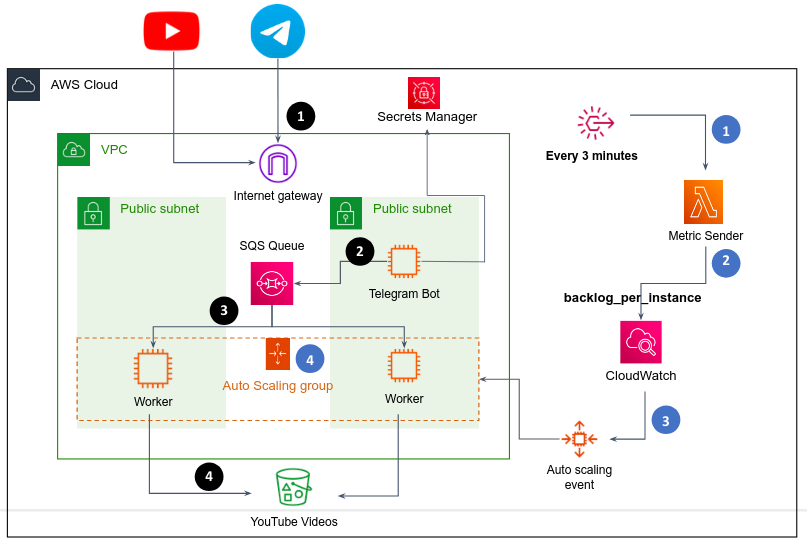 AWS Cloud
1
Secrets Manager
1
Every 3 minutes
VPC
Internet gateway
Public subnet
Public subnet
Metric Sender
SQS Queue
2
2
Telegram Bot
backlog_per_instance
3
4
CloudWatch
Auto Scaling group
Worker
Worker
3
4
Auto scaling
event
YouTube Videos